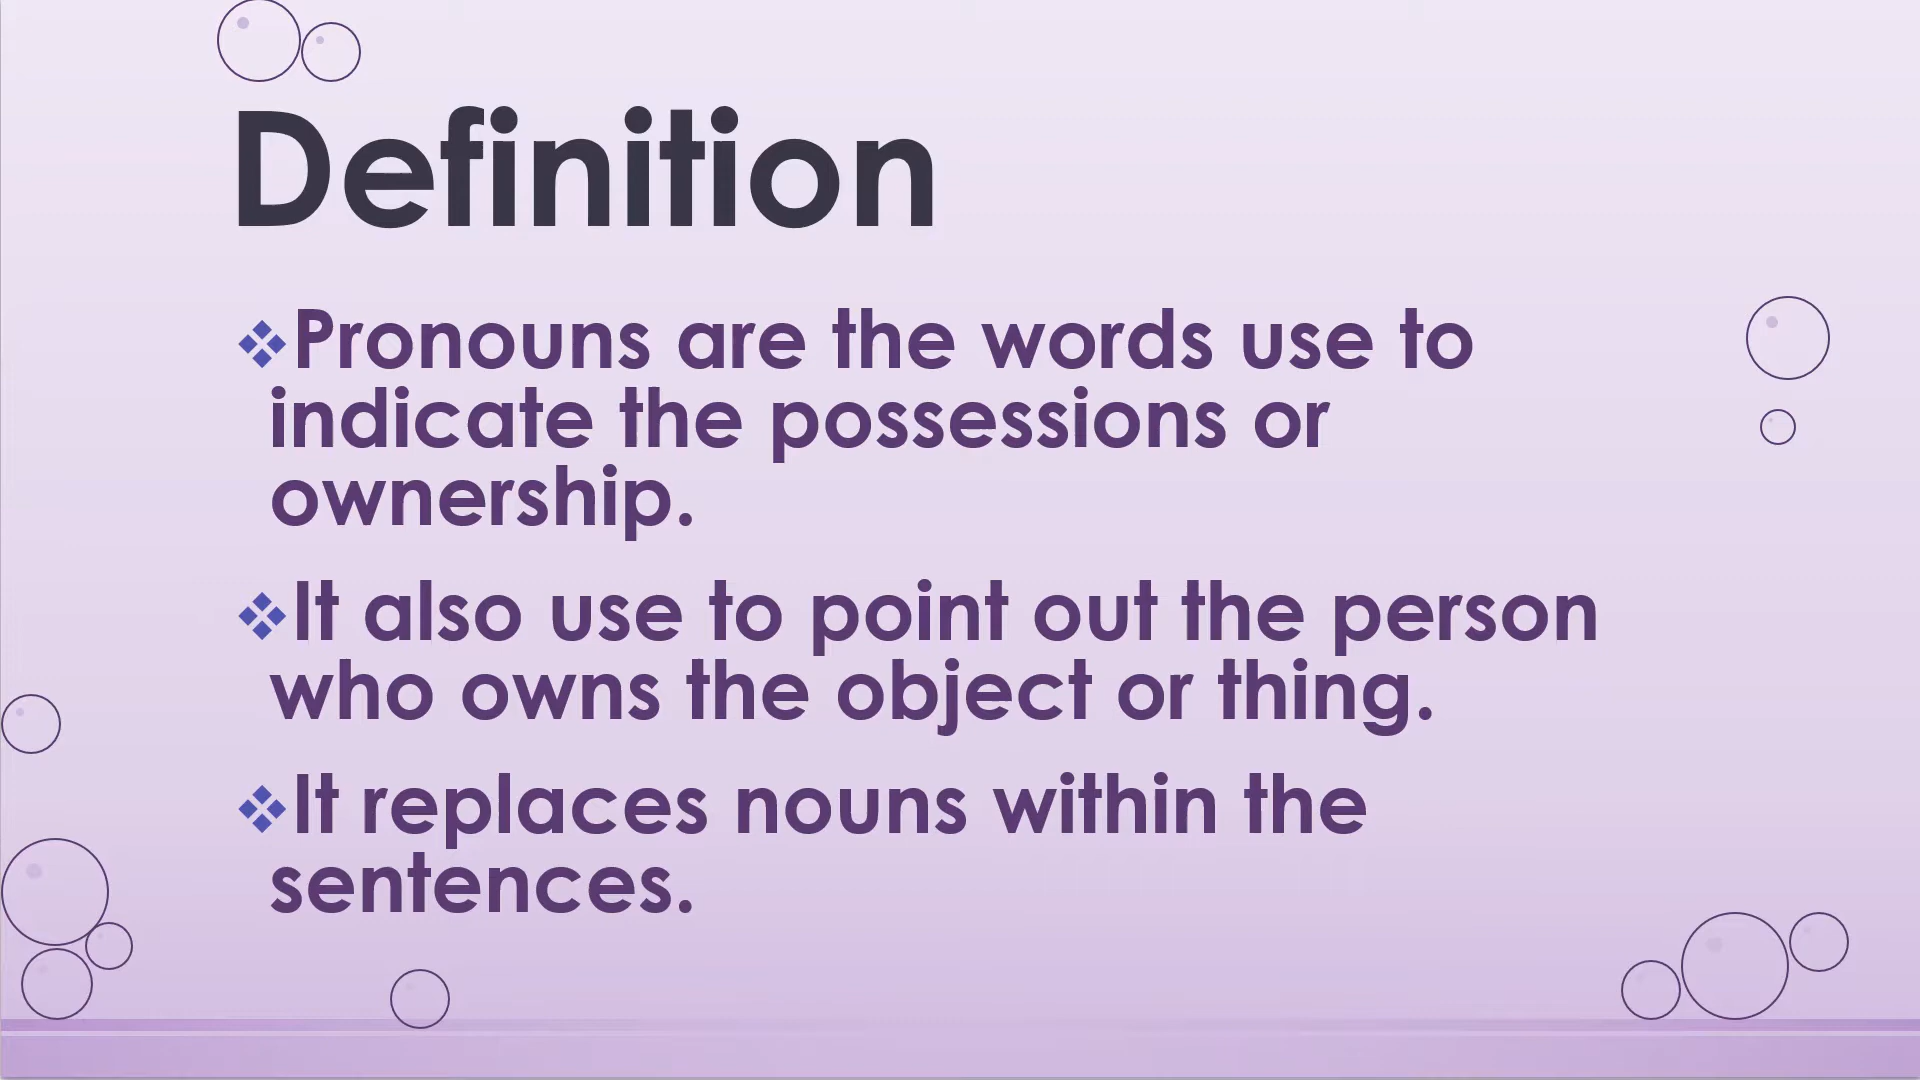 Definition
❖Pronouns are the words use to
indicate the possessions or
ownership.
❖It also use to point out the person
who owns the object or thing.
❖It replaces nouns within the
sentences.